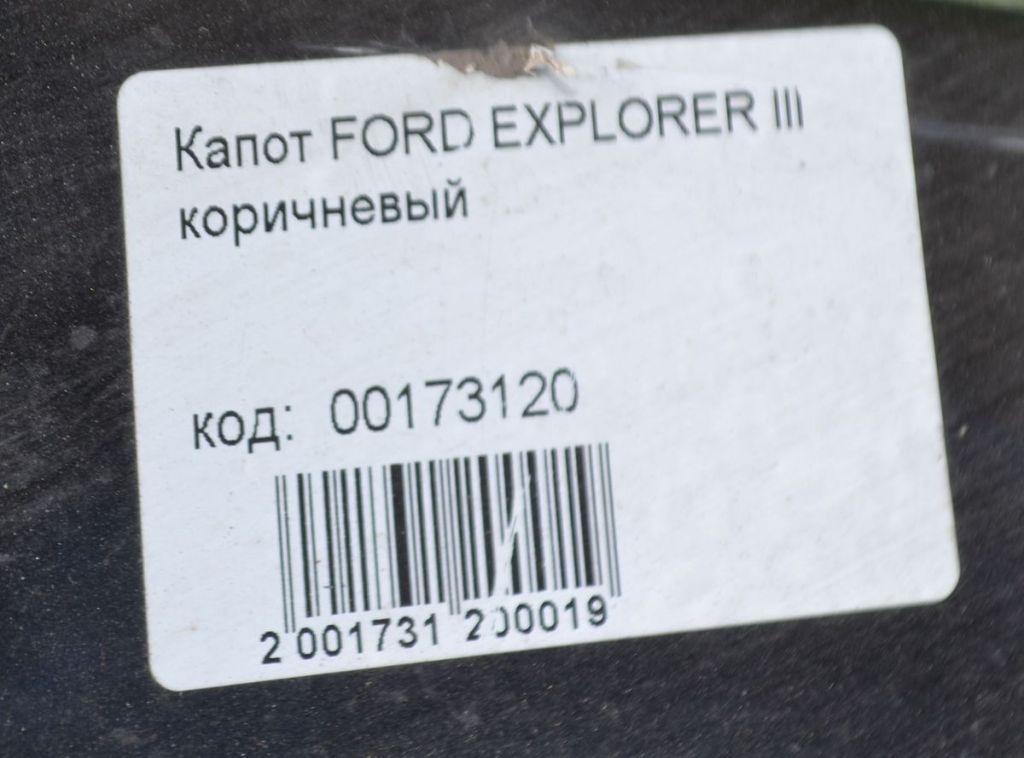 Капот FORD EXPLORER III
коричневый
код: 00173120
2 001731 200019